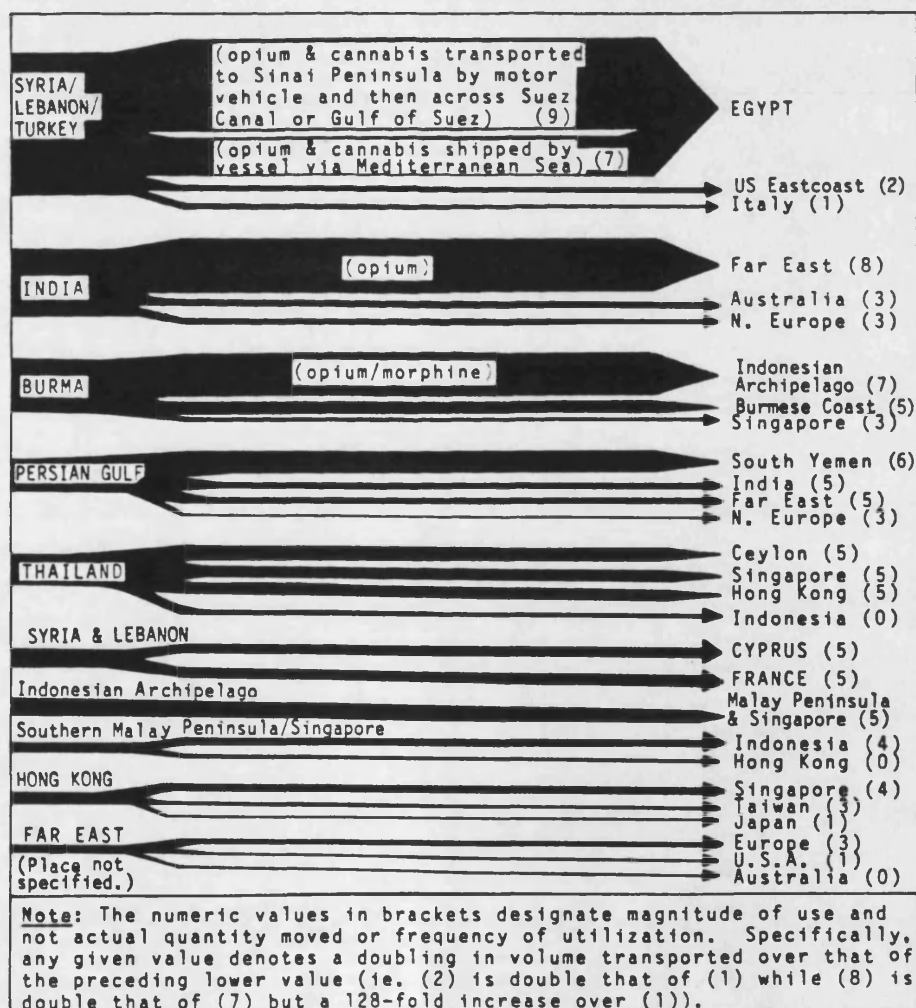 SYRIA/
LEBANON/
TURKEY
(opium & cannabis transported
to Sinai Peninsula by motor
vehicle and then across Suez
Canal or Gulf of Suez) (9)
(opium & cannabis shipped by
vessel via Mediterranean Sea) (7)
EGYPT
US Eastcoast (2)
Italy (1)
INDIA
(opium)
Far East (8)
Australia (3)
N. Europe (3)
BURMA
(opium/morphine)
Indonesian
Archipelago (7)
Burmese Coast (5)
Singapore (3)
PERSIAN GULF
South Yemen (6)
India (5)
Far East (5)
N. Europe (3)
THAILAND
Ceylon (5)
Singapore (5)
Hong Kong (5)
Indonesia (0)
SYRIA & LEBANON
CYPRUS (5)
FRANCE (5)
Indonesian Archipelago
Malay Peninsula
& Singapore (5)
Southern Malay Peninsula/Singapore
Indonesia (4)
Hong Kong (0)
HONG KONG
Singapore (4)
Taiwan (3)
Japan (1)
FAR EAST
(Place not
specified.)
Europe (3)
U.S.A. (1)
Australia (0)
Note: The numeric values in brackets designate magnitude of use and
not actual quantity moved or frequency of utilization. Specifically,
any given value denotes a doubling in volume transported over that of
the preceding lower value (ie. (2) is double that of (1) while (8) is
double that of (7) but a 128-fold increase over (1)).